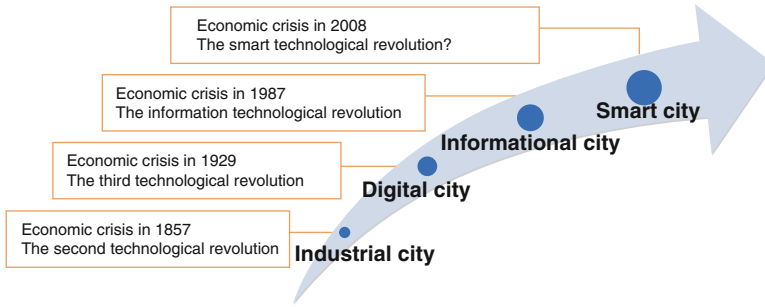 Economic crisis in 2008
The smart technological revolution?
Economic crisis in 1987
The information technological revolution
Smart city
Informational city
Economic crisis in 1929
The third technological revolution
Digital city
Economic crisis in 1857
The second technological revolution
Industrial city